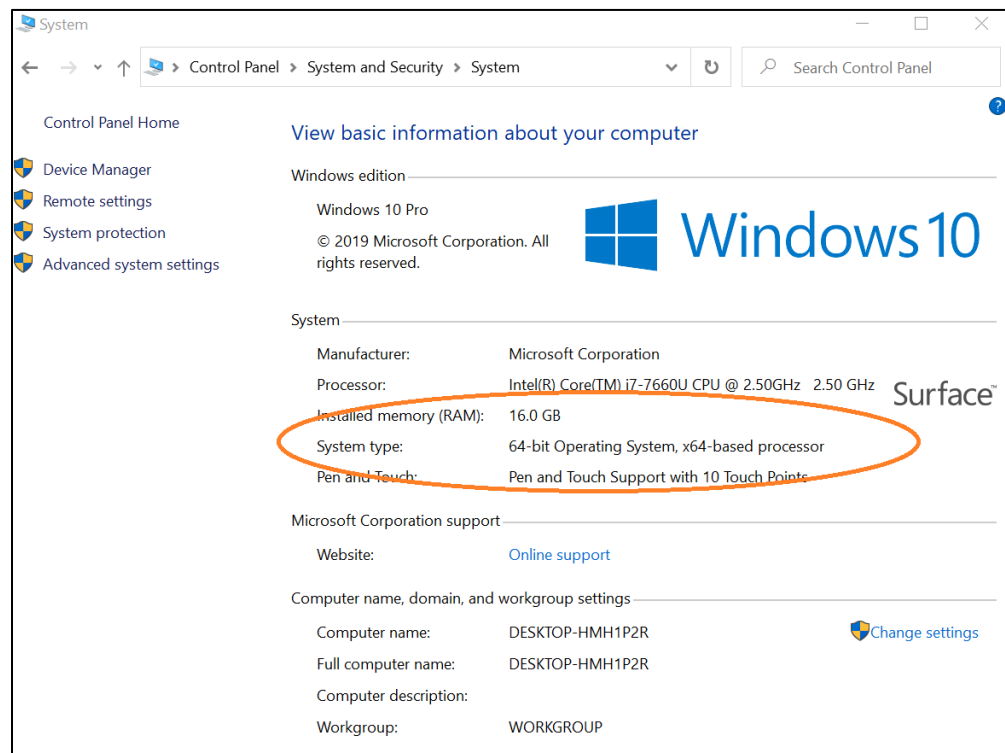 System
Control Panel > System and Security > System
Search Control Panel
?
Control Panel Home
Device Manager
Remote settings
System protection
Advanced system settings
View basic information about your computer
Windows edition
Windows 10 Pro
© 2019 Microsoft Corporation. All
rights reserved.
Windows 10
System
Manufacturer: Microsoft Corporation
Processor: Intel(R) Core(TM) i7-7660U CPU @ 2.50GHz 2.50 GHz
Surface™
Installed memory (RAM): 16.0 GB
System type: 64-bit Operating System, x64-based processor
Pen and Touch: Pen and Touch Support with 10 Touch Points
Microsoft Corporation support
Website: Online support
Computer name, domain, and workgroup settings
Computer name: DESKTOP-HMH1P2R
Change settings
Full computer name: DESKTOP-HMH1P2R
Computer description:
Workgroup: WORKGROUP